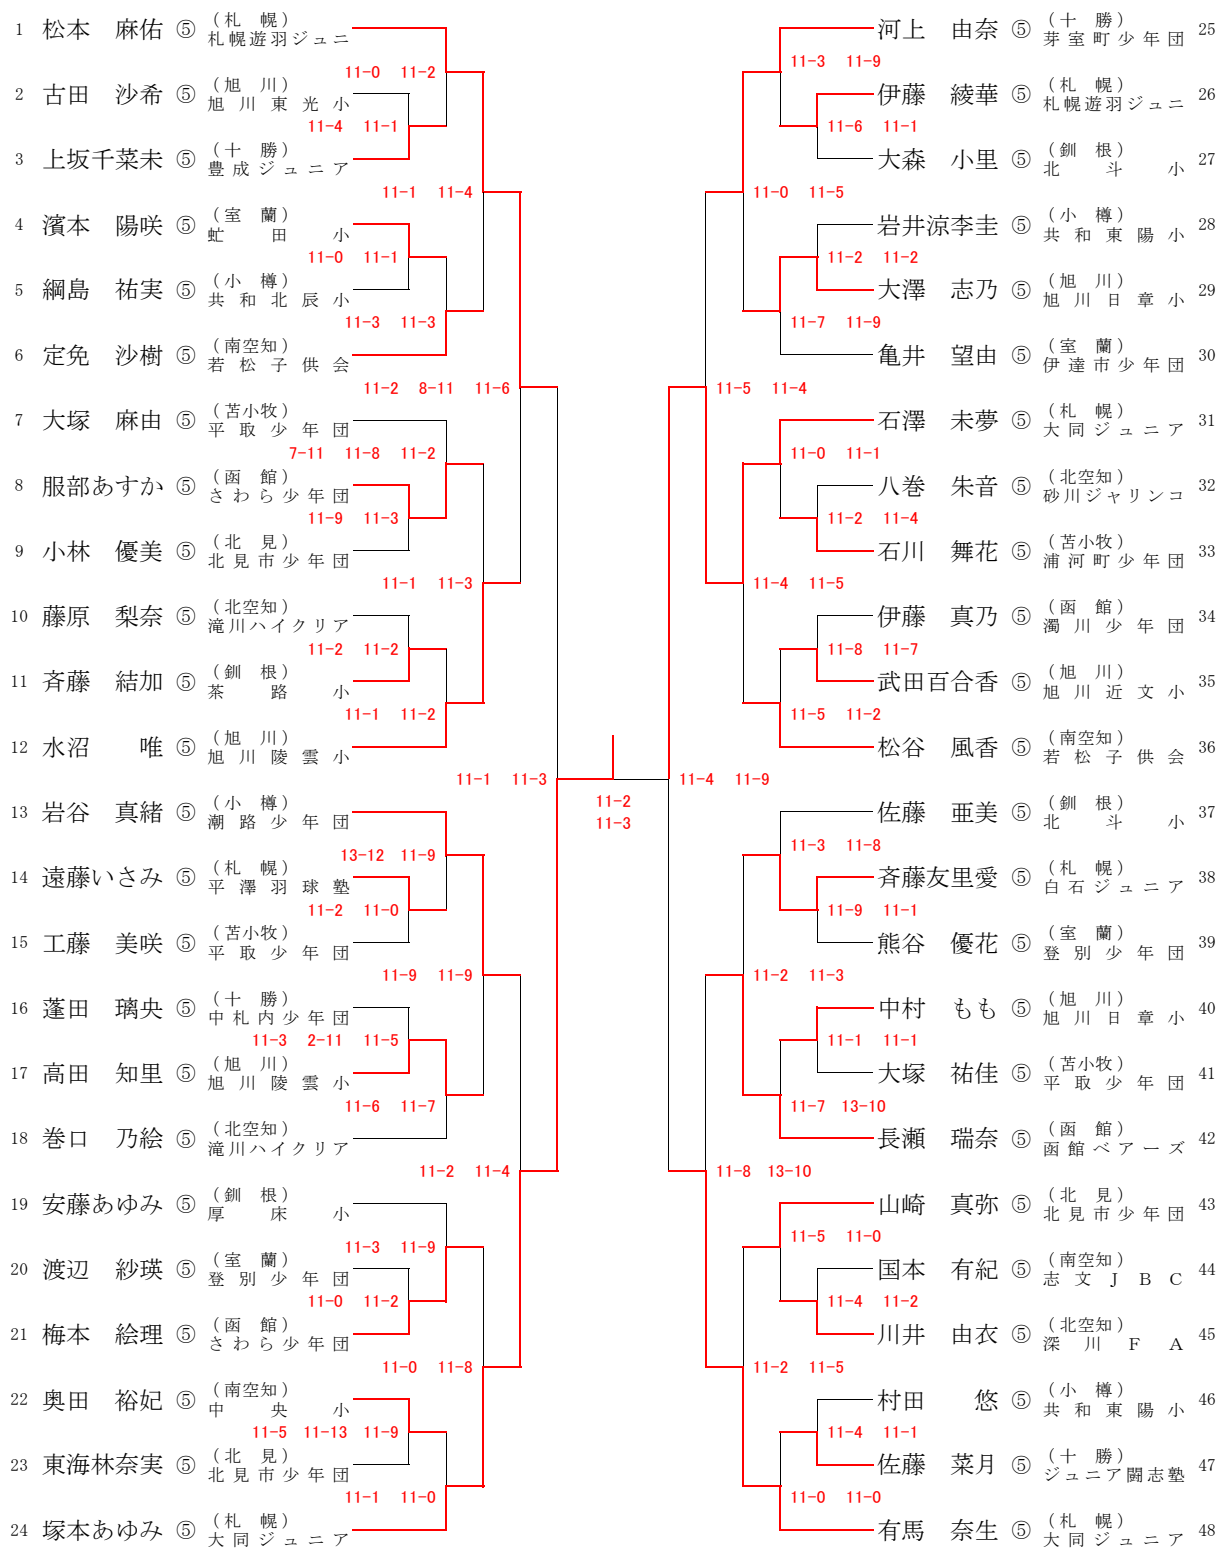 1 松本 麻佑 ⑤ (札 幌) 札幌遊羽ジュニ
11-0 11-2
2 古田 沙希 ⑤ (旭 川) 旭川東光小
11-4 11-1
3 上坂千菜未 ⑤ (十 勝) 豊成ジュニア
11-1 11-4
4 濱本 陽咲 ⑤ (室 蘭) 虻田小
11-0 11-1
5 綱島 祐実 ⑤ (小 樽) 共和北辰小
11-3 11-3
6 定免 沙樹 ⑤ (南空知) 若松子供会
11-2 8-11 11-6
7 大塚 麻由 ⑤ (苫小牧) 平取少年団
7-11 11-8 11-2
8 服部あすか ⑤ (函 館) さわら少年団
11-9 11-3
9 小林 優美 ⑤ (北 見) 北見市少年団
11-1 11-3
10 藤原 梨奈 ⑤ (北空知) 滝川ハイクリア
11-2 11-2
11 斉藤 結加 ⑤ (釧 根) 茶路小
11-1 11-2
12 水沼 唯 ⑤ (旭 川) 旭川陵雲小
11-1 11-3
13 岩谷 真緒 ⑤ (小 樽) 潮路少年団
13-12 11-9
14 遠藤いさみ ⑤ (札 幌) 平澤羽球塾
11-2 11-0
15 工藤 美咲 ⑤ (苫小牧) 平取少年団
11-9 11-9
16 蓬田 璃央 ⑤ (十 勝) 中札内少年団
11-3 2-11 11-5
17 高田 知里 ⑤ (旭 川) 旭川陵雲小
11-6 11-7
18 巻口 乃絵 ⑤ (北空知) 滝川ハイクリア
11-2 11-4
19 安藤あゆみ ⑤ (釧 根) 厚床小
11-3 11-9
20 渡辺 紗瑛 ⑤ (室 蘭) 登別少年団
11-0 11-2
21 梅本 絵理 ⑤ (函 館) さわら少年団
11-0 11-8
22 奥田 裕妃 ⑤ (南空知) 中央小
11-5 11-13 11-9
23 東海林奈実 ⑤ (北 見) 北見市少年団
11-1 11-0
24 塚本あゆみ ⑤ (札 幌) 大同ジュニア
11-2
11-3
河上 由奈 ⑤ (十 勝) 芽室町少年団 25
11-3 11-9
伊藤 綾華 ⑤ (札 幌) 札幌遊羽ジュニ 26
11-6 11-1
大森 小里 ⑤ (釧 根) 北斗小 27
11-0 11-5
岩井涼李圭 ⑤ (小 樽) 共和東陽小 28
11-2 11-2
大澤 志乃 ⑤ (旭 川) 旭川日章小 29
11-7 11-9
亀井 望由 ⑤ (室 蘭) 伊達市少年団 30
11-5 11-4
石澤 未夢 ⑤ (札 幌) 大同ジュニア 31
11-0 11-1
八巻 朱音 ⑤ (北空知) 砂川ジャリンコ 32
11-2 11-4
石川 舞花 ⑤ (苫小牧) 浦河町少年団 33
11-4 11-5
伊藤 真乃 ⑤ (函 館) 濁川少年団 34
11-8 11-7
武田百合香 ⑤ (旭 川) 旭川近文小 35
11-5 11-2
松谷 風香 ⑤ (南空知) 若松子供会 36
11-4 11-9
佐藤 亜美 ⑤ (釧 根) 北斗小 37
11-3 11-8
斉藤友里愛 ⑤ (札 幌) 白石ジュニア 38
11-9 11-1
熊谷 優花 ⑤ (室 蘭) 登別少年団 39
11-2 11-3
中村 もも ⑤ (旭 川) 旭川日章小 40
11-1 11-1
大塚 祐佳 ⑤ (苫小牧) 平取少年団 41
11-7 13-10
長瀬 瑞奈 ⑤ (函 館) 函館ベアーズ 42
11-8 13-10
山崎 真弥 ⑤ (北 見) 北見市少年団 43
11-5 11-0
国本 有紀 ⑤ (南空知) 志文JBC 44
11-4 11-2
川井 由衣 ⑤ (北空知) 深川FA 45
11-2 11-5
村田 悠 ⑤ (小 樽) 共和東陽小 46
11-4 11-1
佐藤 菜月 ⑤ (十 勝) ジュニア闘志塾 47
11-0 11-0
有馬 奈生 ⑤ (札 幌) 大同ジュニア 48